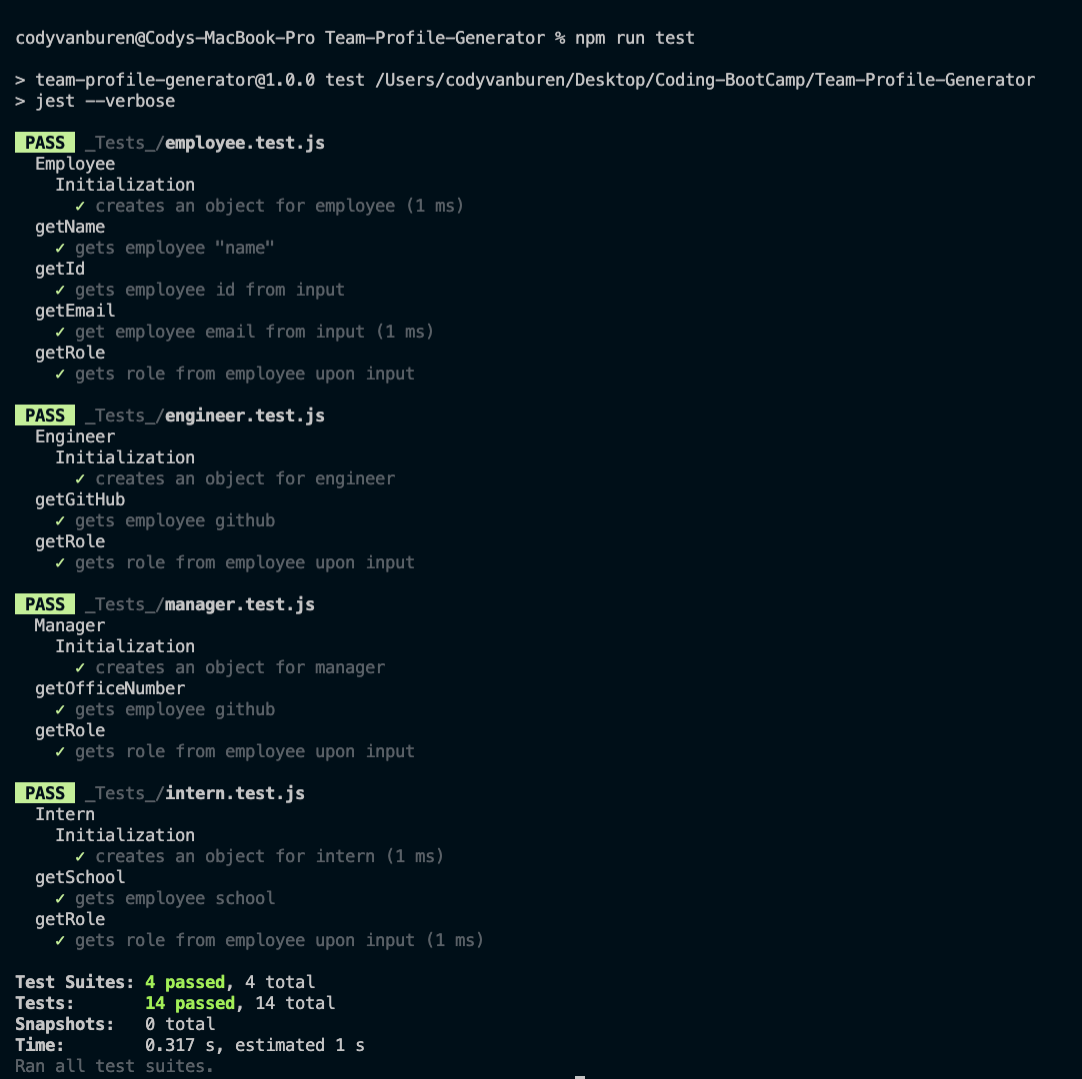 codyvanburen@Codys-MacBook-Pro Team-Profile-Generator % npm run test
> team-profile-generator@1.0.0 test /Users/codyvanburen/Desktop/Coding-BootCamp/Team-Profile-Generator
> jest --verbose
PASS _Tests_/employee.test.js
Employee
Initialization
✓ creates an object for employee (1 ms)
getName
✓ gets employee "name"
getId
✓ gets employee id from input
getEmail
✓ get employee email from input (1 ms)
getRole
✓ gets role from employee upon input
PASS _Tests_/engineer.test.js
Engineer
Initialization
✓ creates an object for engineer
getGitHub
✓ gets employee github
getRole
✓ gets role from employee upon input
PASS _Tests_/manager.test.js
Manager
Initialization
✓ creates an object for manager
getOfficeNumber
✓ gets employee github
getRole
✓ gets role from employee upon input
PASS _Tests_/intern.test.js
Intern
Initialization
✓ creates an object for intern (1 ms)
getSchool
✓ gets employee school
getRole
✓ gets role from employee upon input (1 ms)
Test Suites: 4 passed, 4 total
Tests: 14 passed, 14 total
Snapshots: 0 total
Time: 0.317 s, estimated 1 s
Ran all test suites.